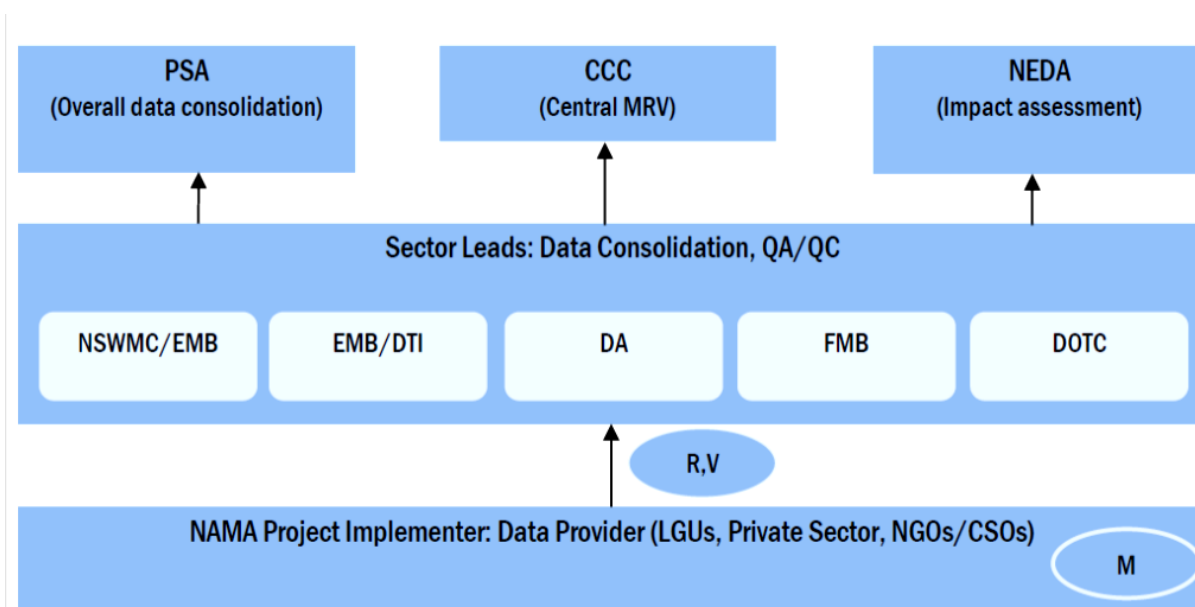 PSA
(Overall data consolidation)
CCC
(Central MRV)
NEDA
(Impact assessment)
Sector Leads: Data Consolidation, QA/QC
NSWMC/EMB
EMB/DTI
DA
FMB
DOTC
R,V
NAMA Project Implementer: Data Provider (LGUs, Private Sector, NGOs/CSOs)
M